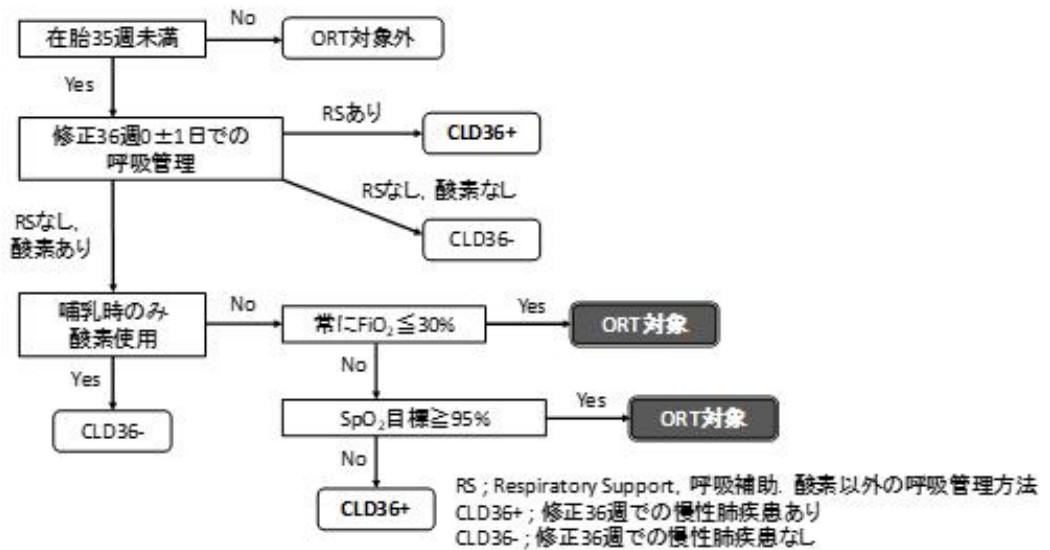 在胎35週未満
No
ORT対象外
Yes
修正36週0±1日での
呼吸管理
RSあり
CLD36+
RSなし, 酸素なし
CLD36-
RSなし,
酸素あり
哺乳時のみ
酸素使用
No
常にFiO₂≦30%
Yes
ORT対象
Yes
CLD36-
No
SpO₂目標≧95%
Yes
ORT対象
No
CLD36+
RS ; Respiratory Support, 呼吸補助. 酸素以外の呼吸管理方法
CLD36+ ; 修正36週での慢性肺疾患あり
CLD36- ; 修正36週での慢性肺疾患なし